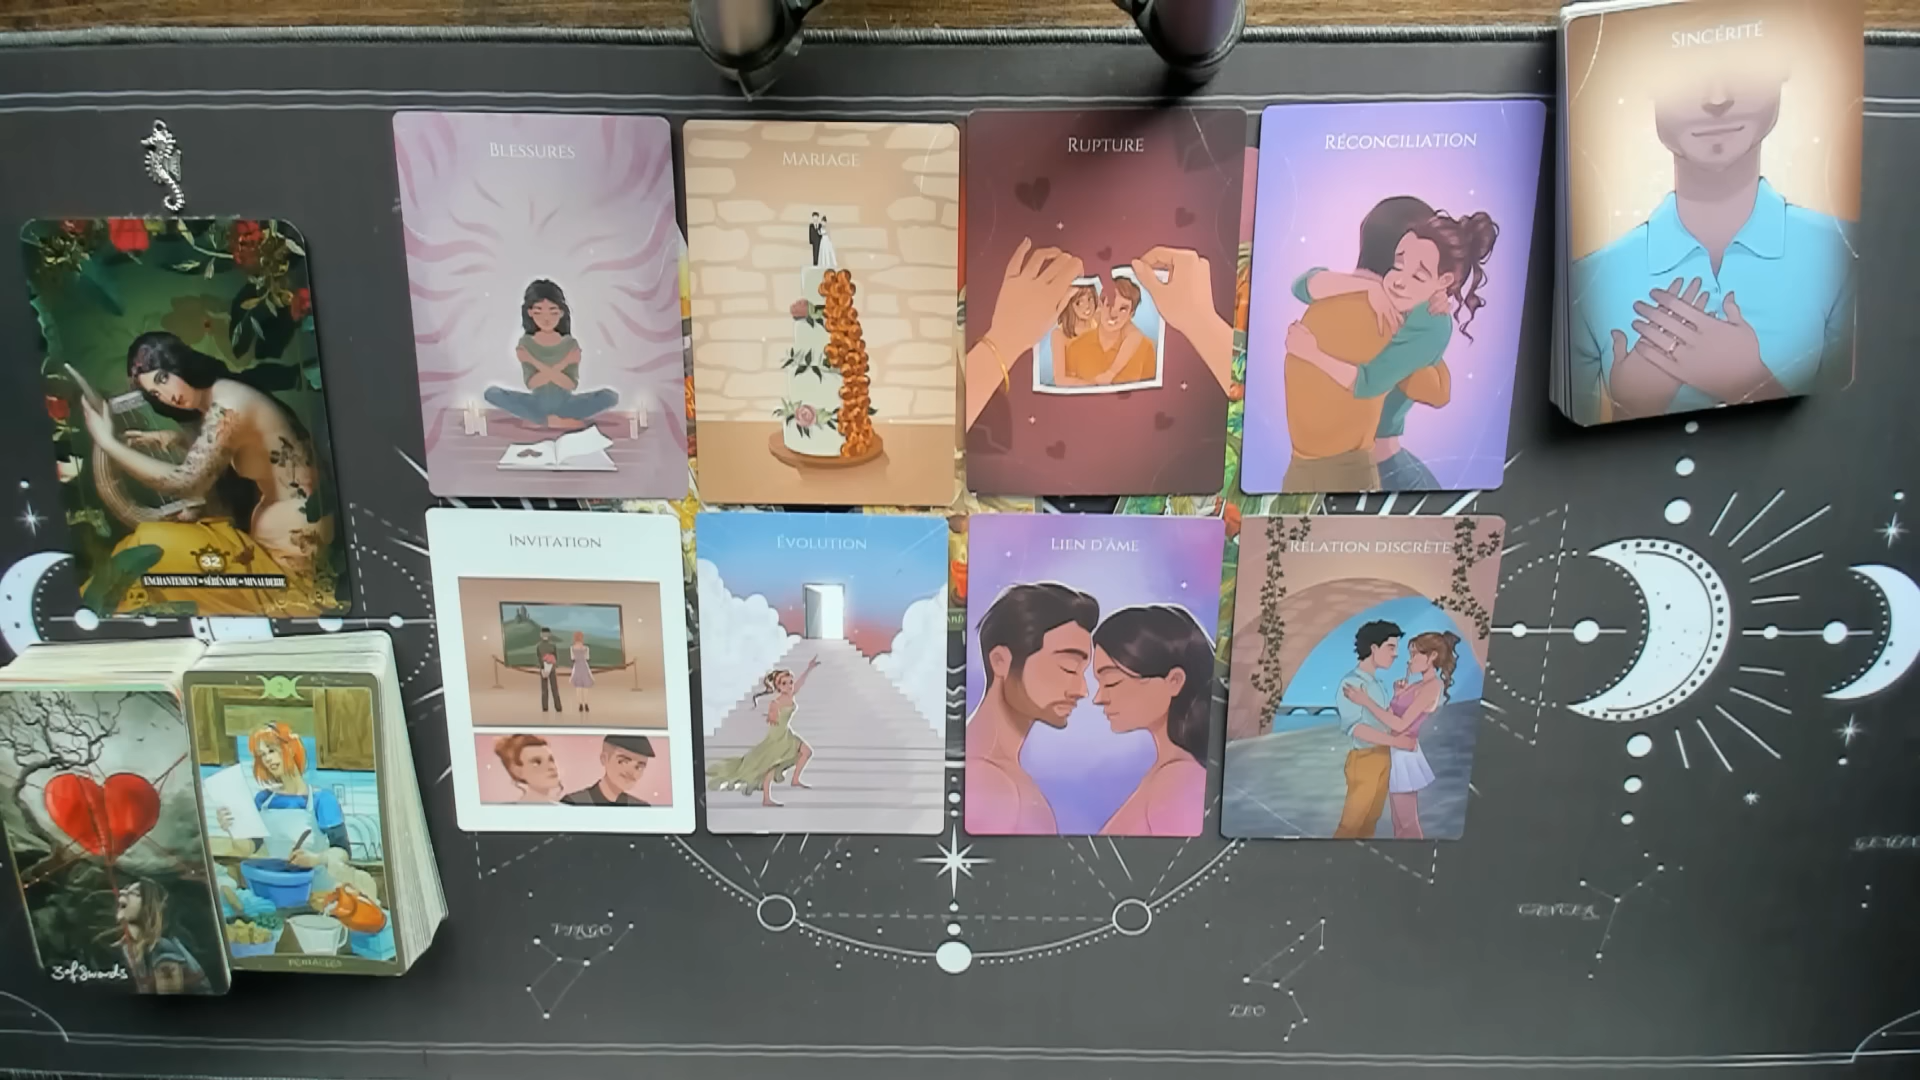 SINCÉRITÉ
BLESSURES
MARIAGE
RUPTURE
RÉCONCILIATION
INVITATION
ÉVOLUTION
LIEN D'ÂME
RELATION DISCRÈTE
32
ENCHANTEMENT • SÉRÉNADE • MINAUDERIE
3 of Swords
PENTACLES
VIRGO
LEO
CANCER